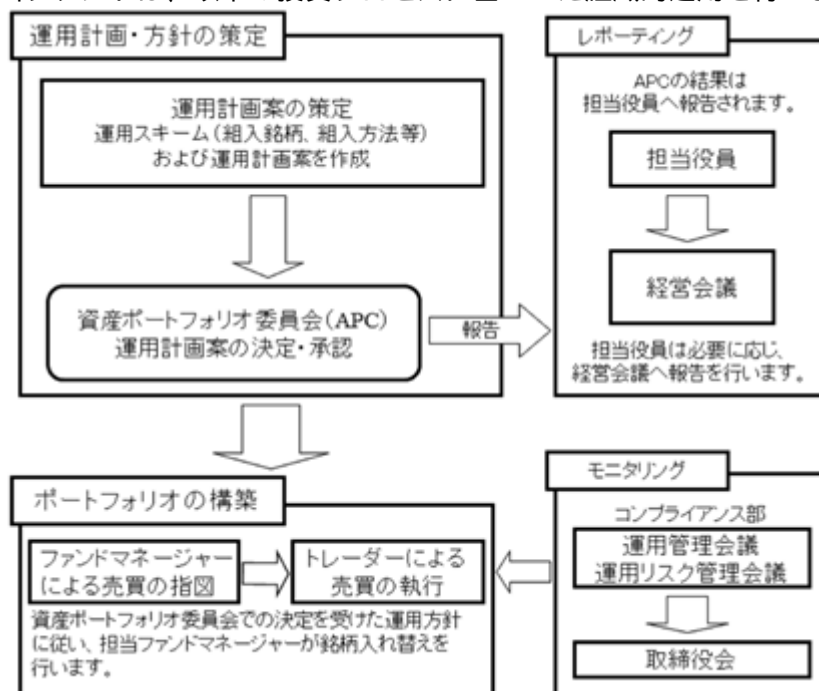 運用計画・方針の策定
運用計画案の策定
運用スキーム(組入銘柄、組入方法等)
および運用計画案を作成
資産ポートフォリオ委員会(APC)
運用計画案の決定・承認
報告
レポーティング
APCの結果は
担当役員へ報告されます。
担当役員
経営会議
担当役員は必要に応じ、
経営会議へ報告を行います。
ポートフォリオの構築
ファンドマネージャー
による売買の指図
トレーダーによる
売買の執行
資産ポートフォリオ委員会での決定を受けた運用方針
に従い、担当ファンドマネージャーが銘柄入れ替えを
行います。
モニタリング
コンプライアンス部
運用管理会議
運用リスク管理会議
取締役会